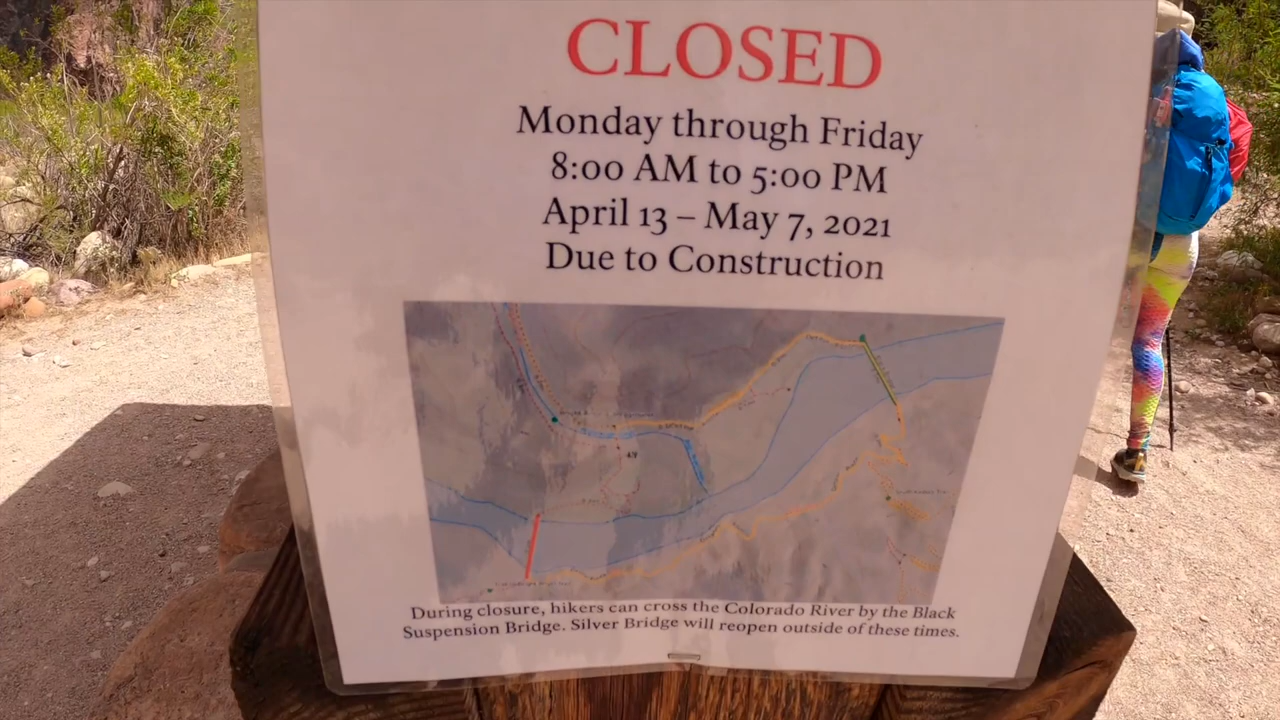 CLOSED
Monday through Friday
8:00 AM to 5:00 PM
April 13 – May 7, 2021
Due to Construction
During closure, hikers can cross the Colorado River by the Black
Suspension Bridge. Silver Bridge will reopen outside of these times.